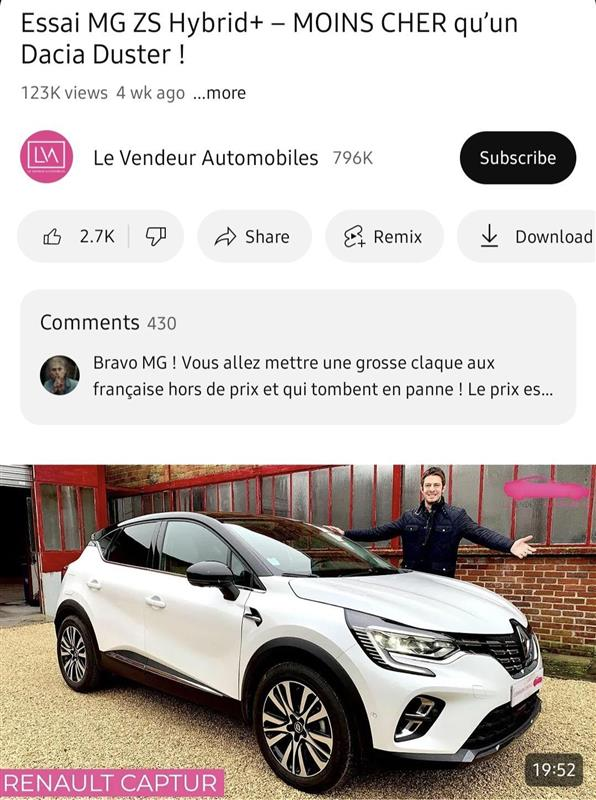 Essai MG ZS Hybrid+ – MOINS CHER qu’un
Dacia Duster !
123K views 4 wk ago ...more
LVA
Le Vendeur Automobiles 796K
Subscribe
2.7K
Share
Remix
Download
Comments 430
Bravo MG ! Vous allez mettre une grosse claque aux
française hors de prix et qui tombent en panne ! Le prix es...
RENAULT CAPTUR
19:52